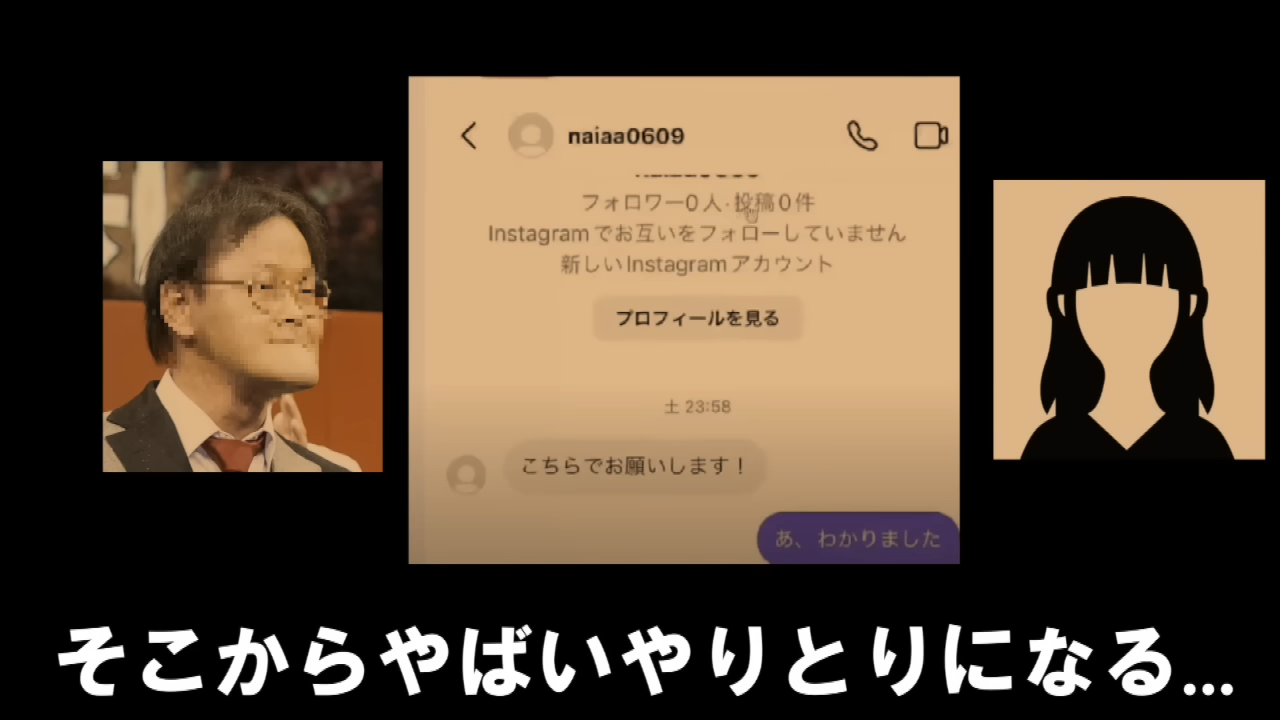 naiaa0609
フォロワー0人·投稿0件
Instagramでお互いをフォローしていません
新しいInstagramアカウント
プロフィールを見る
土 23:58
こちらでお願いします！
あ、わかりました
そこからやばいやりとりになる...